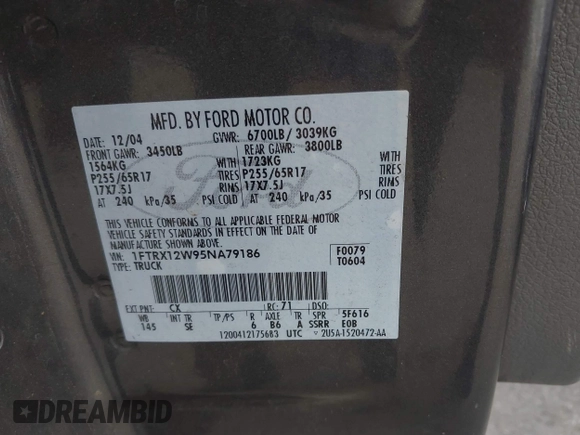 MFD. BY FORD MOTOR CO.
DATE: 12/04 GVWR: 6700LB/ 3039KG
FRONT GAWR: 3450LB REAR GAWR: 3800LB
1564KG WITH 1723KG WITH
P255/65R17 TIRES P255/65R17 TIRES
17X7.5J RIMS 17X7.5J RIMS
AT 240 kPa/35 PSI COLD AT 240 kPa/35 PSI COLD
THIS VEHICLE CONFORMS TO ALL APPLICABLE FEDERAL MOTOR
VEHICLE SAFETY STANDARDS IN EFFECT ON THE DATE OF
MANUFACTURE SHOWN ABOVE.
VIN: 1FTRX12W95NA79186 F0079
TYPE: TRUCK T0604
EXT PNT: CX RC: 71 DSO:
WB INT TR TP/PS R AXLE TR SPR 5F616
145 SE 6 B6 A SSRR EOB
1200412175683 UTC ▽ 2U5A-1520472-AA
Ford
DREAMBID